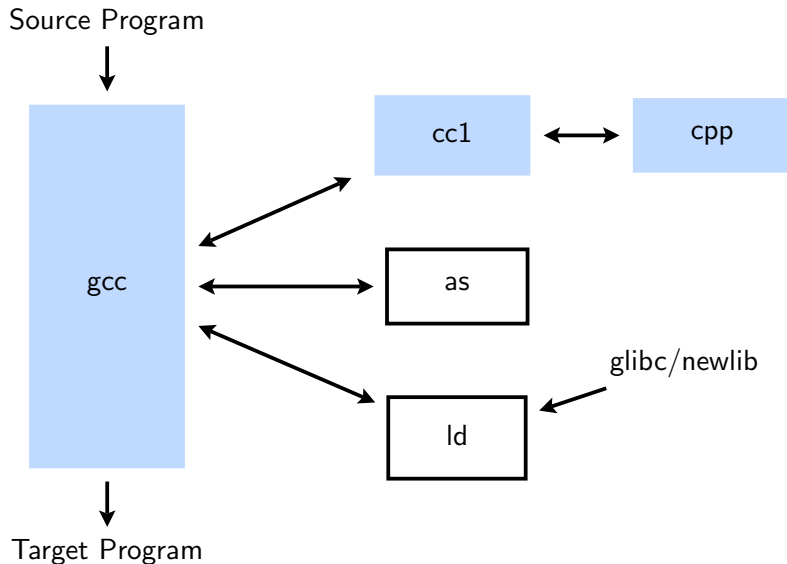 Source Program
cc1
cpp
gcc
as
glibc/newlib
ld
Target Program